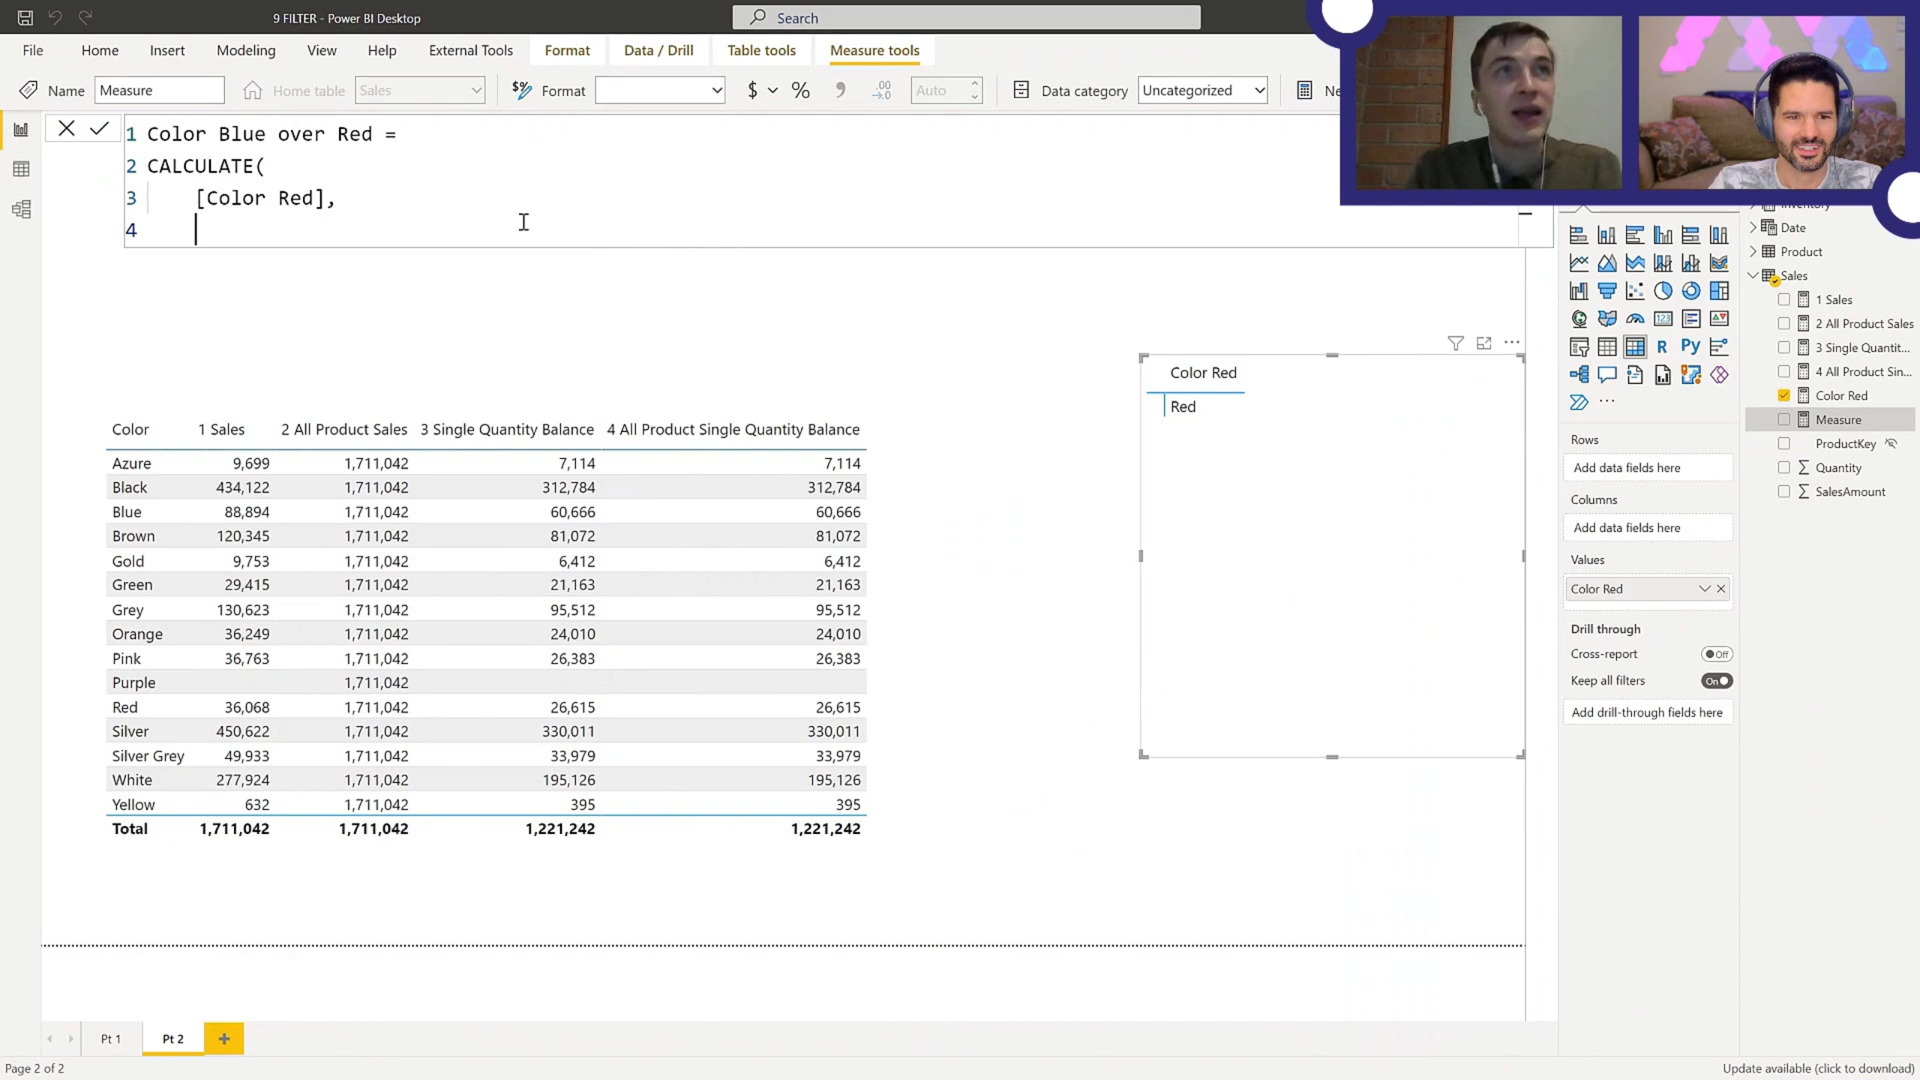 9 FILTER - Power BI Desktop
Search
File Home Insert Modeling View Help External Tools Format Data / Drill Table tools Measure tools
Name Measure Home table Sales Format $ % Auto Data category Uncategorized
1 Color Blue over Red =
2 CALCULATE(
3 [Color Red],
4
Color 1 Sales 2 All Product Sales 3 Single Quantity Balance 4 All Product Single Quantity Balance
Azure 9,699 1,711,042 7,114 7,114
Black 434,122 1,711,042 312,784 312,784
Blue 88,894 1,711,042 60,666 60,666
Brown 120,345 1,711,042 81,072 81,072
Gold 9,753 1,711,042 6,412 6,412
Green 29,415 1,711,042 21,163 21,163
Grey 130,623 1,711,042 95,512 95,512
Orange 36,249 1,711,042 24,010 24,010
Pink 36,763 1,711,042 26,383 26,383
Purple 1,711,042
Red 36,068 1,711,042 26,615 26,615
Silver 450,622 1,711,042 330,011 330,011
Silver Grey 49,933 1,711,042 33,979 33,979
White 277,924 1,711,042 195,126 195,126
Yellow 632 1,711,042 395 395
Total 1,711,042 1,711,042 1,221,242 1,221,242
Color Red
Red
R Py
Rows
Add data fields here
Columns
Add data fields here
Values
Color Red
Drill through
Cross-report Off
Keep all filters On
Add drill-through fields here
Date
Product
Sales
1 Sales
2 All Product Sales
3 Single Quantit...
4 All Product Sin...
Color Red
Measure
ProductKey
Quantity
SalesAmount
Pt 1 Pt 2 +
Page 2 of 2
Update available (click to download)